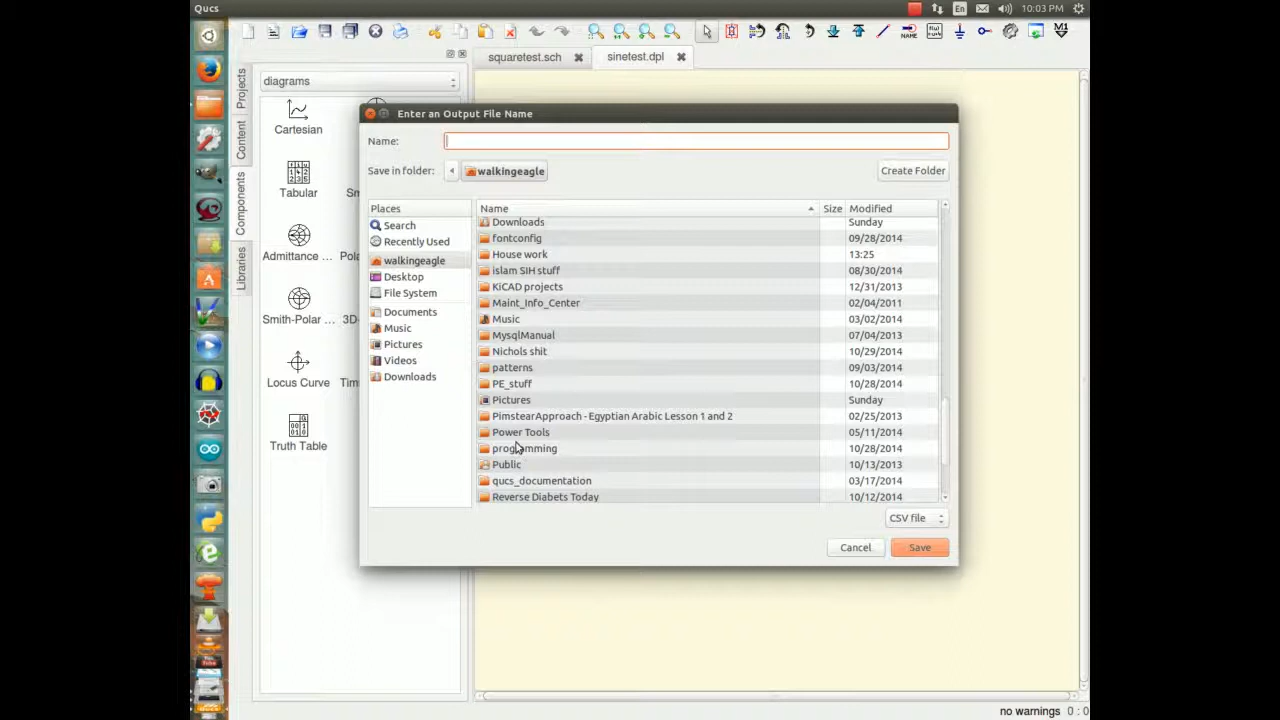 Qucs
En
10:03 PM
NAME
squaretest.sch
sinetest.dpl
Projects
Content
Components
Libraries
diagrams
Cartesian
Tabular
Sm
Admittance ...
Pola
Smith-Polar ...
3D-
Locus Curve
Tim
Truth Table
Enter an Output File Name
Name:
Save in folder:
walkingeagle
Create Folder
Places
Search
Recently Used
walkingeagle
Desktop
File System
Documents
Music
Pictures
Videos
Downloads
Name Size Modified
Downloads Sunday
fontconfig 09/28/2014
House work 13:25
islam SIH stuff 08/30/2014
KiCAD projects 12/31/2013
Maint_Info_Center 02/04/2011
Music 03/02/2014
MysqlManual 07/04/2013
Nichols shit 10/29/2014
patterns 09/03/2014
PE_stuff 10/28/2014
Pictures Sunday
PimstearApproach - Egyptian Arabic Lesson 1 and 2 02/25/2013
Power Tools 05/11/2014
programming 10/28/2014
Public 10/13/2013
qucs_documentation 03/17/2014
Reverse Diabets Today 10/12/2014
CSV file
Cancel
Save
no warnings 0 : 0